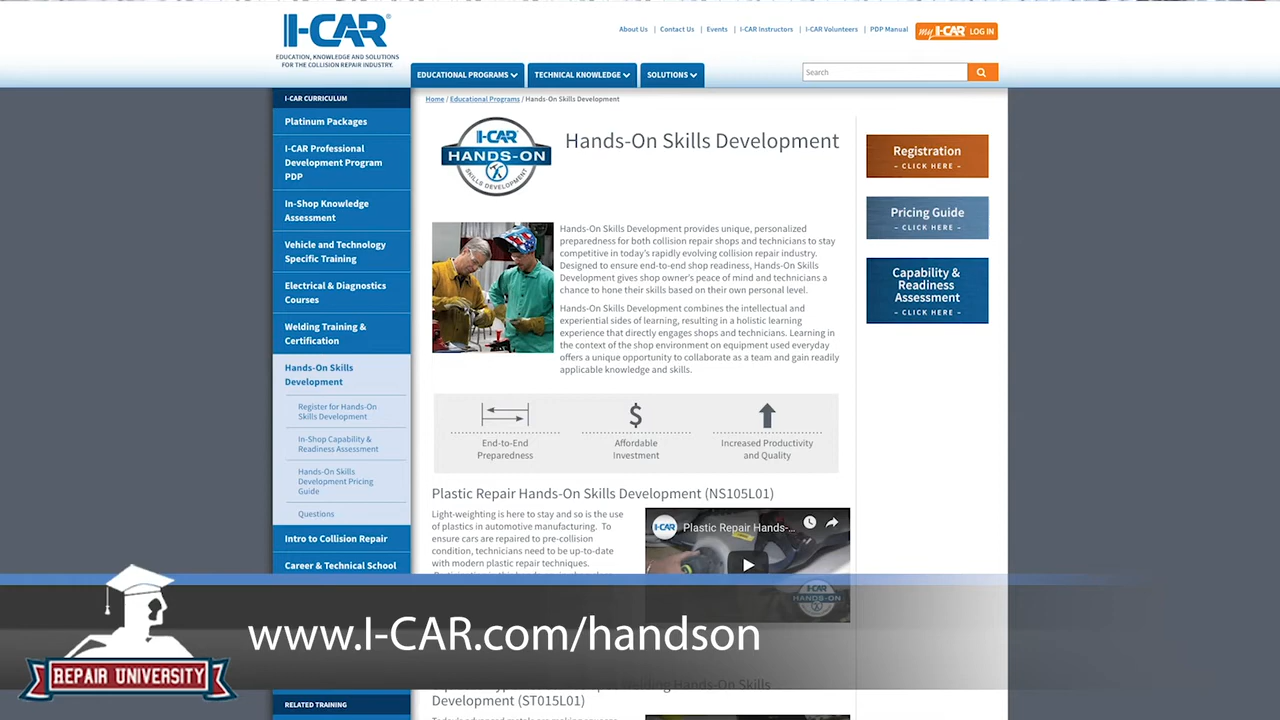 I-CAR®
EDUCATION, KNOWLEDGE AND SOLUTIONS
FOR THE COLLISION REPAIR INDUSTRY.
About Us | Contact Us | Events | I-CAR Instructors | I-CAR Volunteers | PDP Manual
my I-CAR LOG IN
EDUCATIONAL PROGRAMS
TECHNICAL KNOWLEDGE
SOLUTIONS
Search
I-CAR CURRICULUM
Platinum Packages
I-CAR Professional
Development Program
PDP
In-Shop Knowledge
Assessment
Vehicle and Technology
Specific Training
Electrical & Diagnostics
Courses
Welding Training &
Certification
Hands-On Skills
Development
Register for Hands-On
Skills Development
In-Shop Capability &
Readiness Assessment
Hands-On Skills
Development Pricing
Guide
Questions
Intro to Collision Repair
Career & Technical School
RELATED TRAINING
Home / Educational Programs / Hands-On Skills Development
I-CAR
HANDS-ON
SKILLS DEVELOPMENT
Hands-On Skills Development
Hands-On Skills Development provides unique, personalized
preparedness for both collision repair shops and technicians to stay
competitive in today's rapidly evolving collision repair industry.
Designed to ensure end-to-end shop readiness, Hands-On Skills
Development gives shop owner's peace of mind and technicians a
chance to hone their skills based on their own personal level.
Hands-On Skills Development combines the intellectual and
experiential sides of learning, resulting in a holistic learning
experience that directly engages shops and technicians. Learning in
the context of the shop environment on equipment used everyday
offers a unique opportunity to collaborate as a team and gain readily
applicable knowledge and skills.
End-to-End
Preparedness
$
Affordable
Investment
Increased Productivity
and Quality
Plastic Repair Hands-On Skills Development (NS105L01)
Light-weighting is here to stay and so is the use
of plastics in automotive manufacturing. To
ensure cars are repaired to pre-collision
condition, technicians need to be up-to-date
with modern plastic repair techniques.
I-CAR
Plastic Repair Hands-...
I-CAR
HANDS-ON
Welding Hands-On Skills
Development (ST015L01)
Registration
– CLICK HERE –
Pricing Guide
– CLICK HERE –
Capability &
Readiness
Assessment
– CLICK HERE –
REPAIR UNIVERSITY
www.I-CAR.com/handson